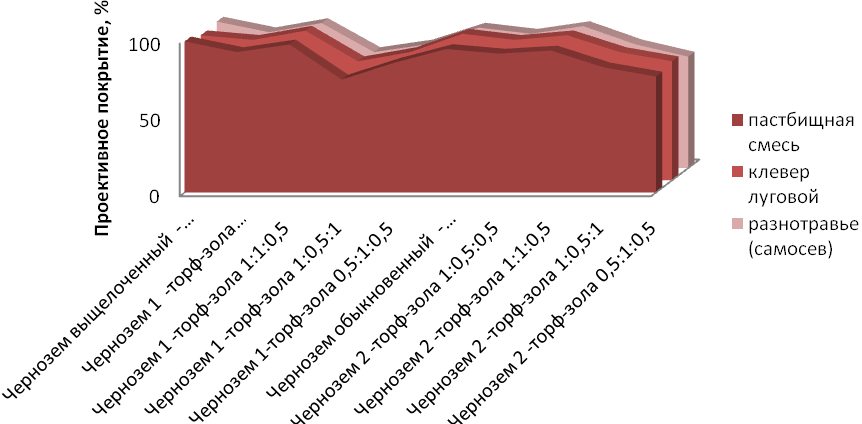 Проективное покрытие, %
100
50
0
Чернозем выщелоченный -...
Чернозем 1 -торф-зола...
Чернозем 1 -торф-зола 1:1:0,5
Чернозем 1 -торф-зола 1:0,5:1
Чернозем 1-торф-зола 0,5:1:0,5
Чернозем обыкновенный -...
Чернозем 2 -торф-зола 1:0,5:0,5
Чернозем 2 -торф-зола 1:1:0,5
Чернозем 2 -торф-зола 1:0,5:1
Чернозем 2 -торф-зола 0,5:1:0,5
пастбищная
смесь
клевер
луговой
разнотравье
(самосев)